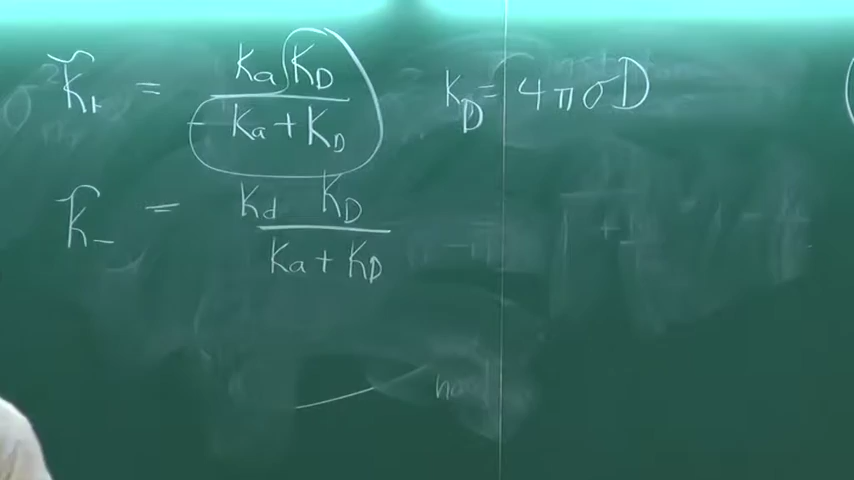 k̃₊ = kₐ k_D / (kₐ + k_D)    k_D = 4πσD
k̃₋ = k_d k_D / (kₐ + k_D)